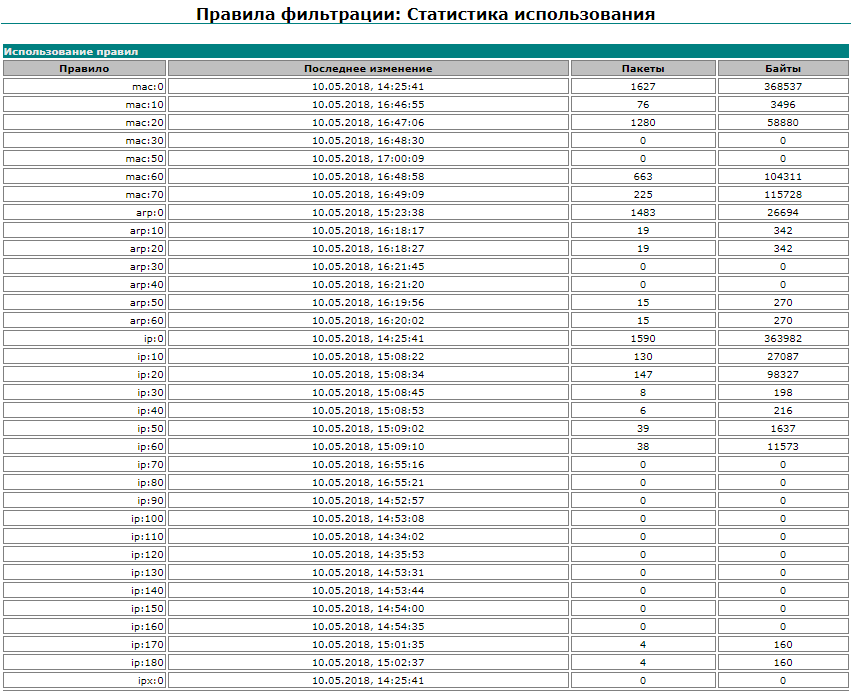 Правила фильтрации: Статистика использования
Использование правил
Правило Последнее изменение Пакеты Байты
mac:0 10.05.2018, 14:25:41 1627 368537
mac:10 10.05.2018, 16:46:55 76 3496
mac:20 10.05.2018, 16:47:06 1280 58880
mac:30 10.05.2018, 16:48:30 0 0
mac:50 10.05.2018, 17:00:09 0 0
mac:60 10.05.2018, 16:48:58 663 104311
mac:70 10.05.2018, 16:49:09 225 115728
arp:0 10.05.2018, 15:23:38 1483 26694
arp:10 10.05.2018, 16:18:17 19 342
arp:20 10.05.2018, 16:18:27 19 342
arp:30 10.05.2018, 16:21:45 0 0
arp:40 10.05.2018, 16:21:20 0 0
arp:50 10.05.2018, 16:19:56 15 270
arp:60 10.05.2018, 16:20:02 15 270
ip:0 10.05.2018, 14:25:41 1590 363982
ip:10 10.05.2018, 15:08:22 130 27087
ip:20 10.05.2018, 15:08:34 147 98327
ip:30 10.05.2018, 15:08:45 8 198
ip:40 10.05.2018, 15:08:53 6 216
ip:50 10.05.2018, 15:09:02 39 1637
ip:60 10.05.2018, 15:09:10 38 11573
ip:70 10.05.2018, 16:55:16 0 0
ip:80 10.05.2018, 16:55:21 0 0
ip:90 10.05.2018, 14:52:57 0 0
ip:100 10.05.2018, 14:53:08 0 0
ip:110 10.05.2018, 14:34:02 0 0
ip:120 10.05.2018, 14:35:53 0 0
ip:130 10.05.2018, 14:53:31 0 0
ip:140 10.05.2018, 14:53:44 0 0
ip:150 10.05.2018, 14:54:00 0 0
ip:160 10.05.2018, 14:54:35 0 0
ip:170 10.05.2018, 15:01:35 4 160
ip:180 10.05.2018, 15:02:37 4 160
ipx:0 10.05.2018, 14:25:41 0 0